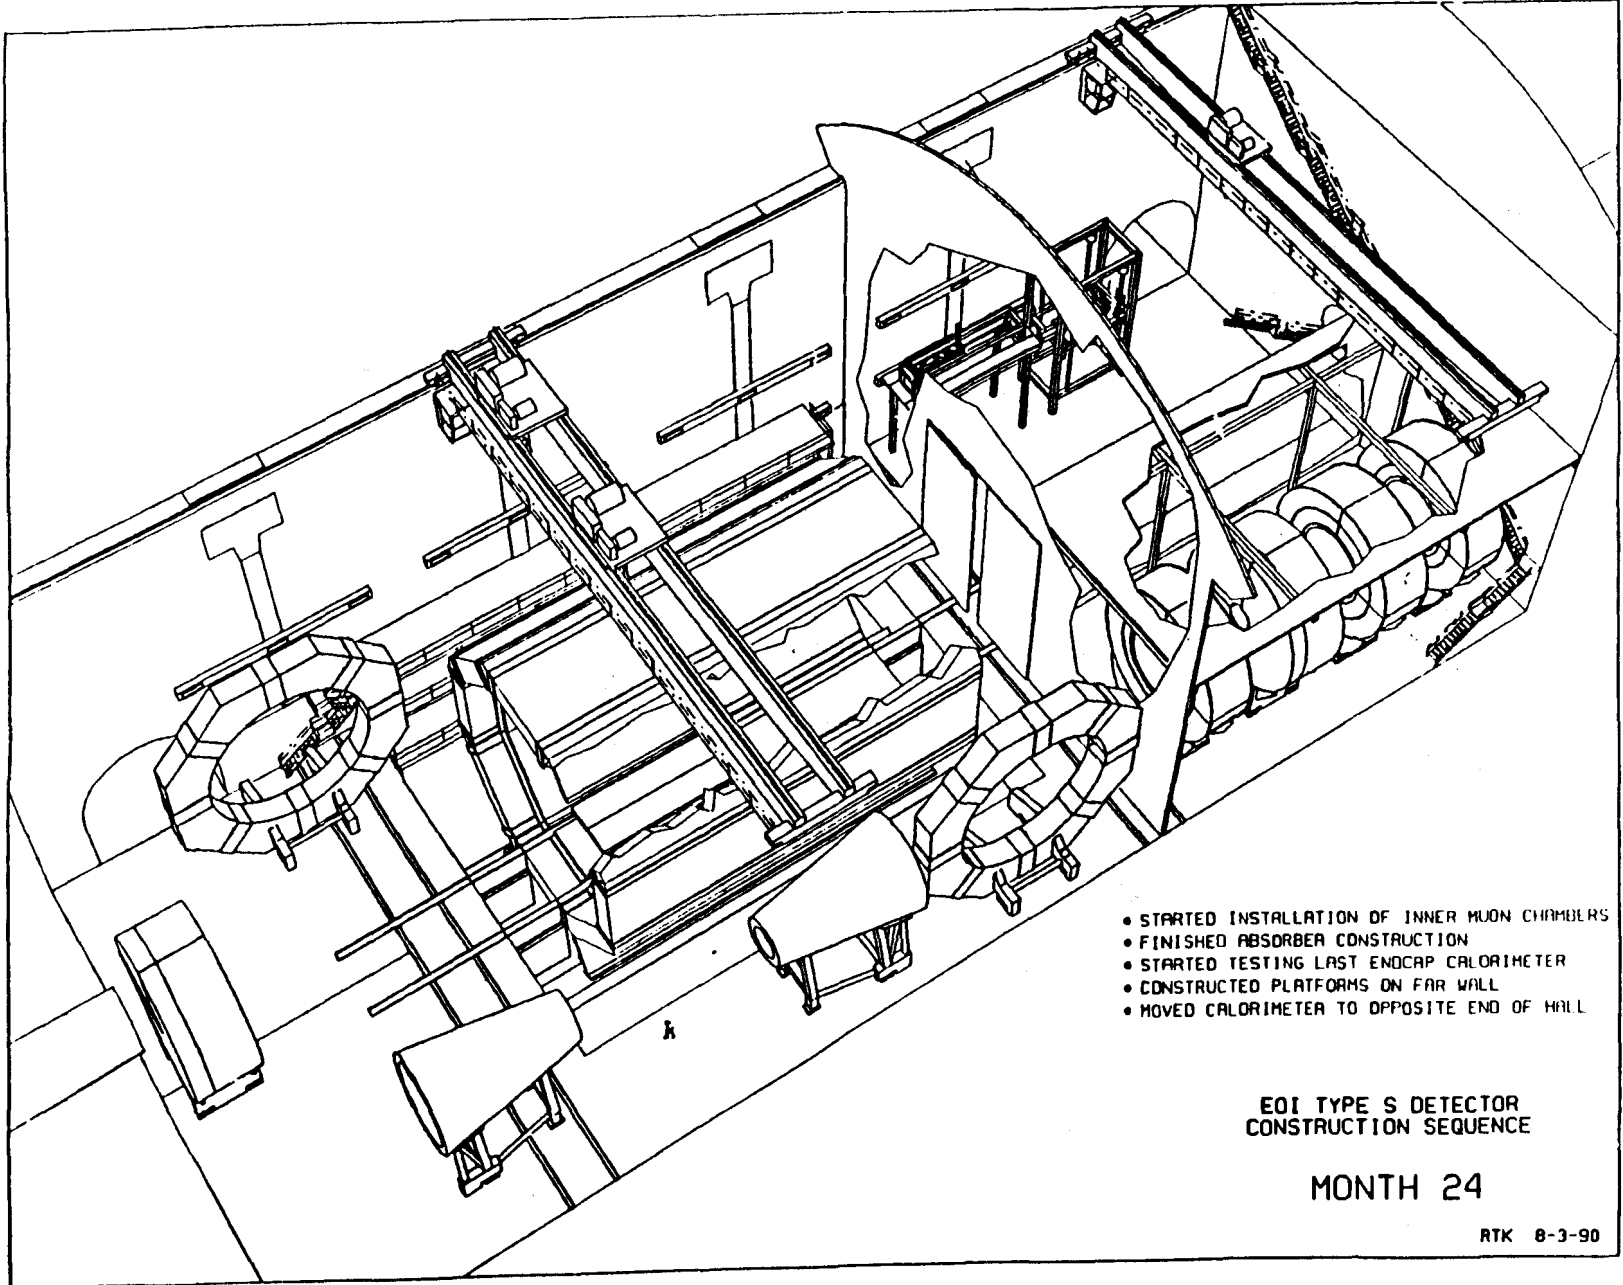 • STARTED INSTALLATION OF INNER MUON CHAMBERS
• FINISHED ABSORBER CONSTRUCTION
• STARTED TESTING LAST ENDCAP CALORIMETER
• CONSTRUCTED PLATFORMS ON FAR WALL
• MOVED CALORIMETER TO OPPOSITE END OF HALL
EOI TYPE S DETECTOR
CONSTRUCTION SEQUENCE
MONTH 24
RTK 8-3-90